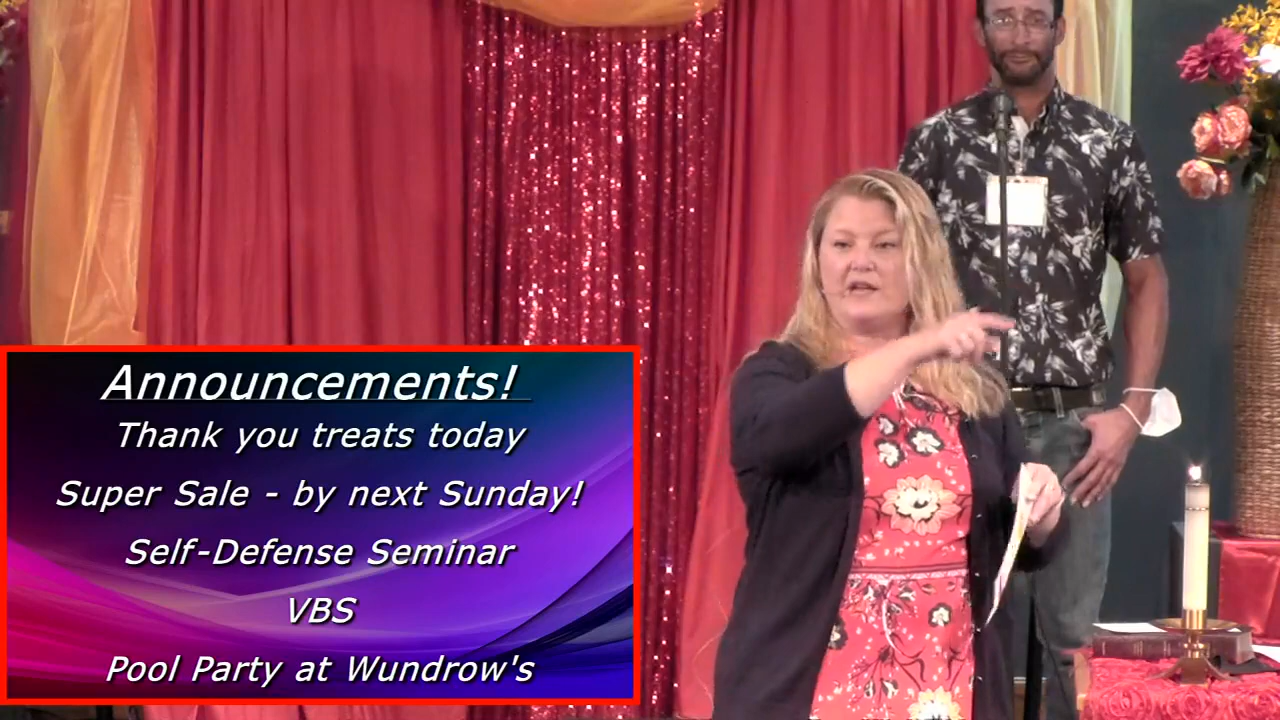 Announcements!
Thank you treats today
Super Sale - by next Sunday!
Self-Defense Seminar
VBS
Pool Party at Wundrow's